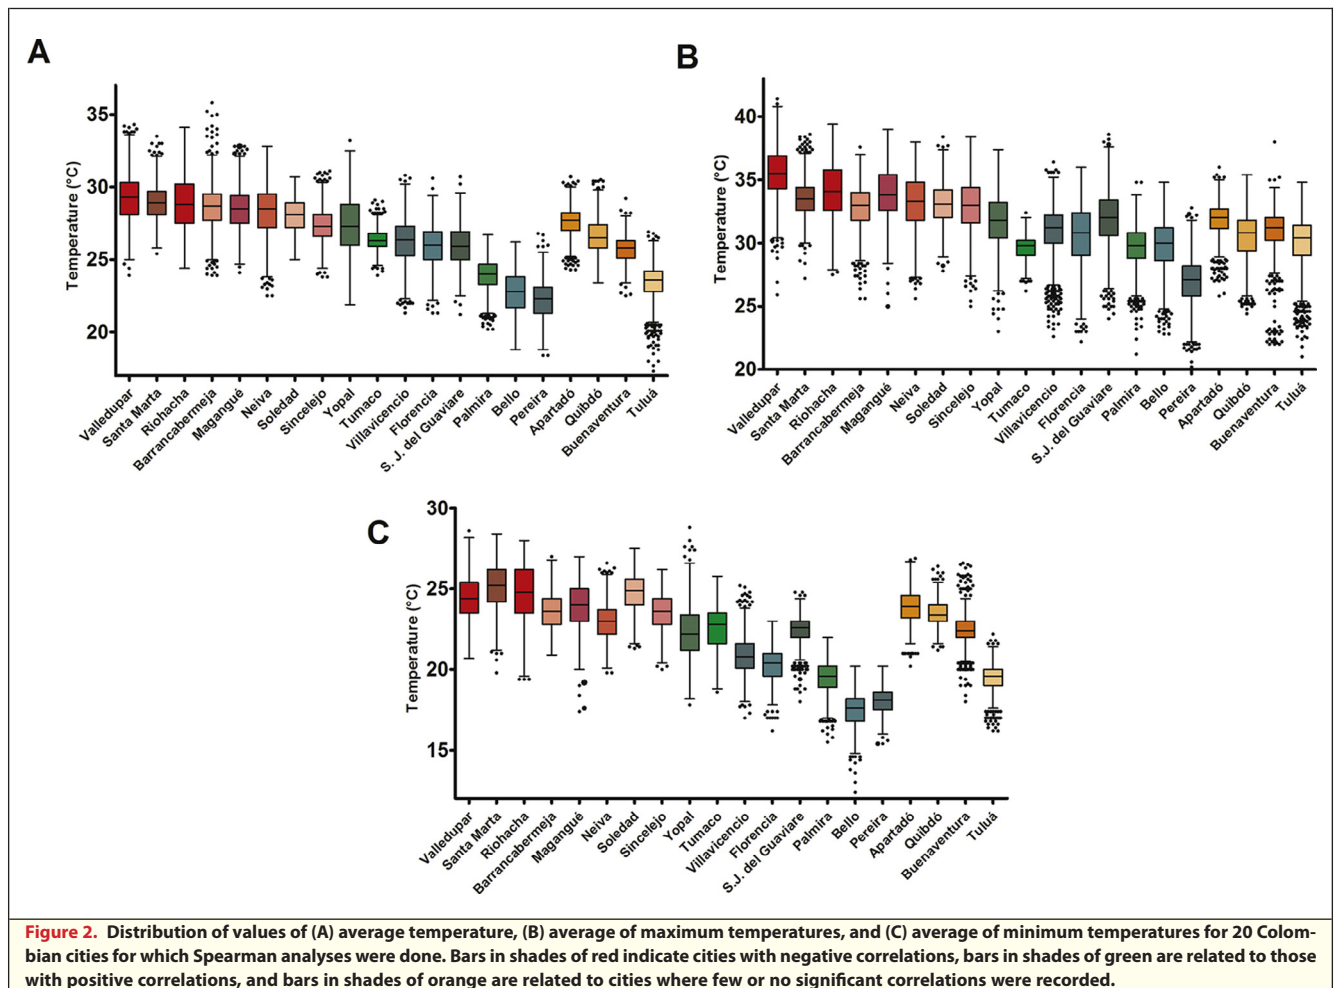 A
Temperature (°C)
35
30
25
20
Valledupar
Santa Marta
Riohacha
Barrancabermeja
Magangué
Neiva
Soledad
Sincelejo
Yopal
Tumaco
Villavicencio
Florencia
S. J. del Guaviare
Palmira
Bello
Pereira
Apartadó
Quibdó
Buenaventura
Tuluá
B
Temperature (°C)
40
35
30
25
20
Valledupar
Santa Marta
Riohacha
Barrancabermeja
Magangué
Neiva
Soledad
Sincelejo
Yopal
Tumaco
Villavicencio
Florencia
S.J. del Guaviare
Palmira
Bello
Pereira
Apartadó
Quibdó
Buenaventura
Tuluá
C
Temperature (°C)
30
25
20
15
Valledupar
Santa Marta
Riohacha
Barrancabermeja
Magangué
Neiva
Soledad
Sincelejo
Yopal
Tumaco
Villavicencio
Florencia
S.J. del Guaviare
Palmira
Bello
Pereira
Apartadó
Quibdó
Buenaventura
Tuluá
Figure 2. Distribution of values of (A) average temperature, (B) average of maximum temperatures, and (C) average of minimum temperatures for 20 Colom-
bian cities for which Spearman analyses were done. Bars in shades of red indicate cities with negative correlations, bars in shades of green are related to those
with positive correlations, and bars in shades of orange are related to cities where few or no significant correlations were recorded.